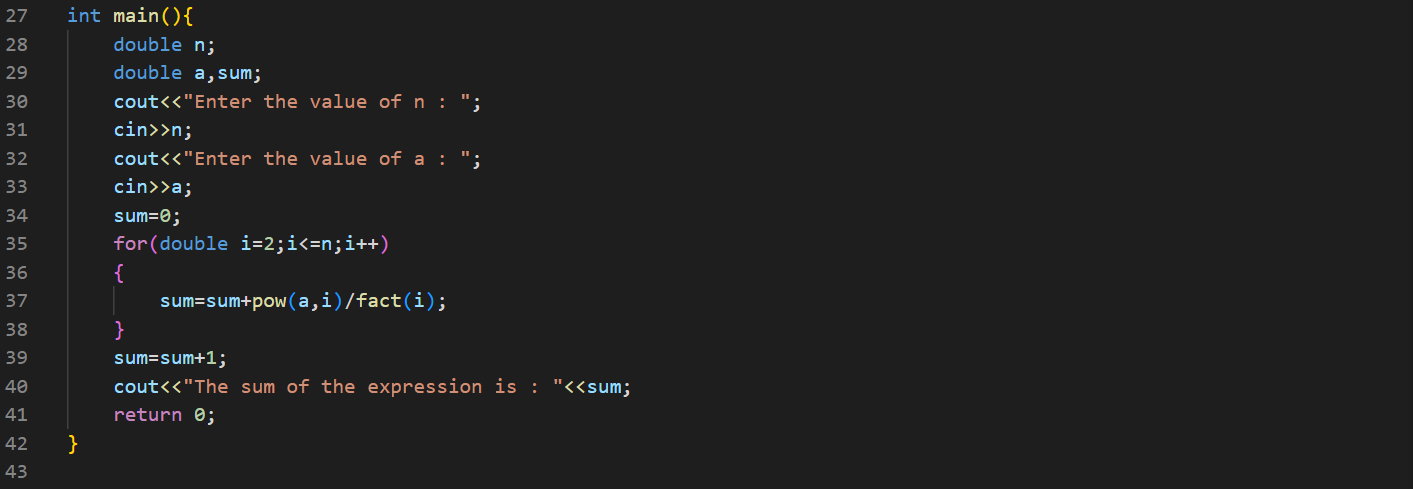 27 int main(){
28     double n;
29     double a,sum;
30     cout<<"Enter the value of n : ";
31     cin>>n;
32     cout<<"Enter the value of a : ";
33     cin>>a;
34     sum=0;
35     for(double i=2;i<=n;i++)
36     {
37         sum=sum+pow(a,i)/fact(i);
38     }
39     sum=sum+1;
40     cout<<"The sum of the expression is : "<<sum;
41     return 0;
42 }
43